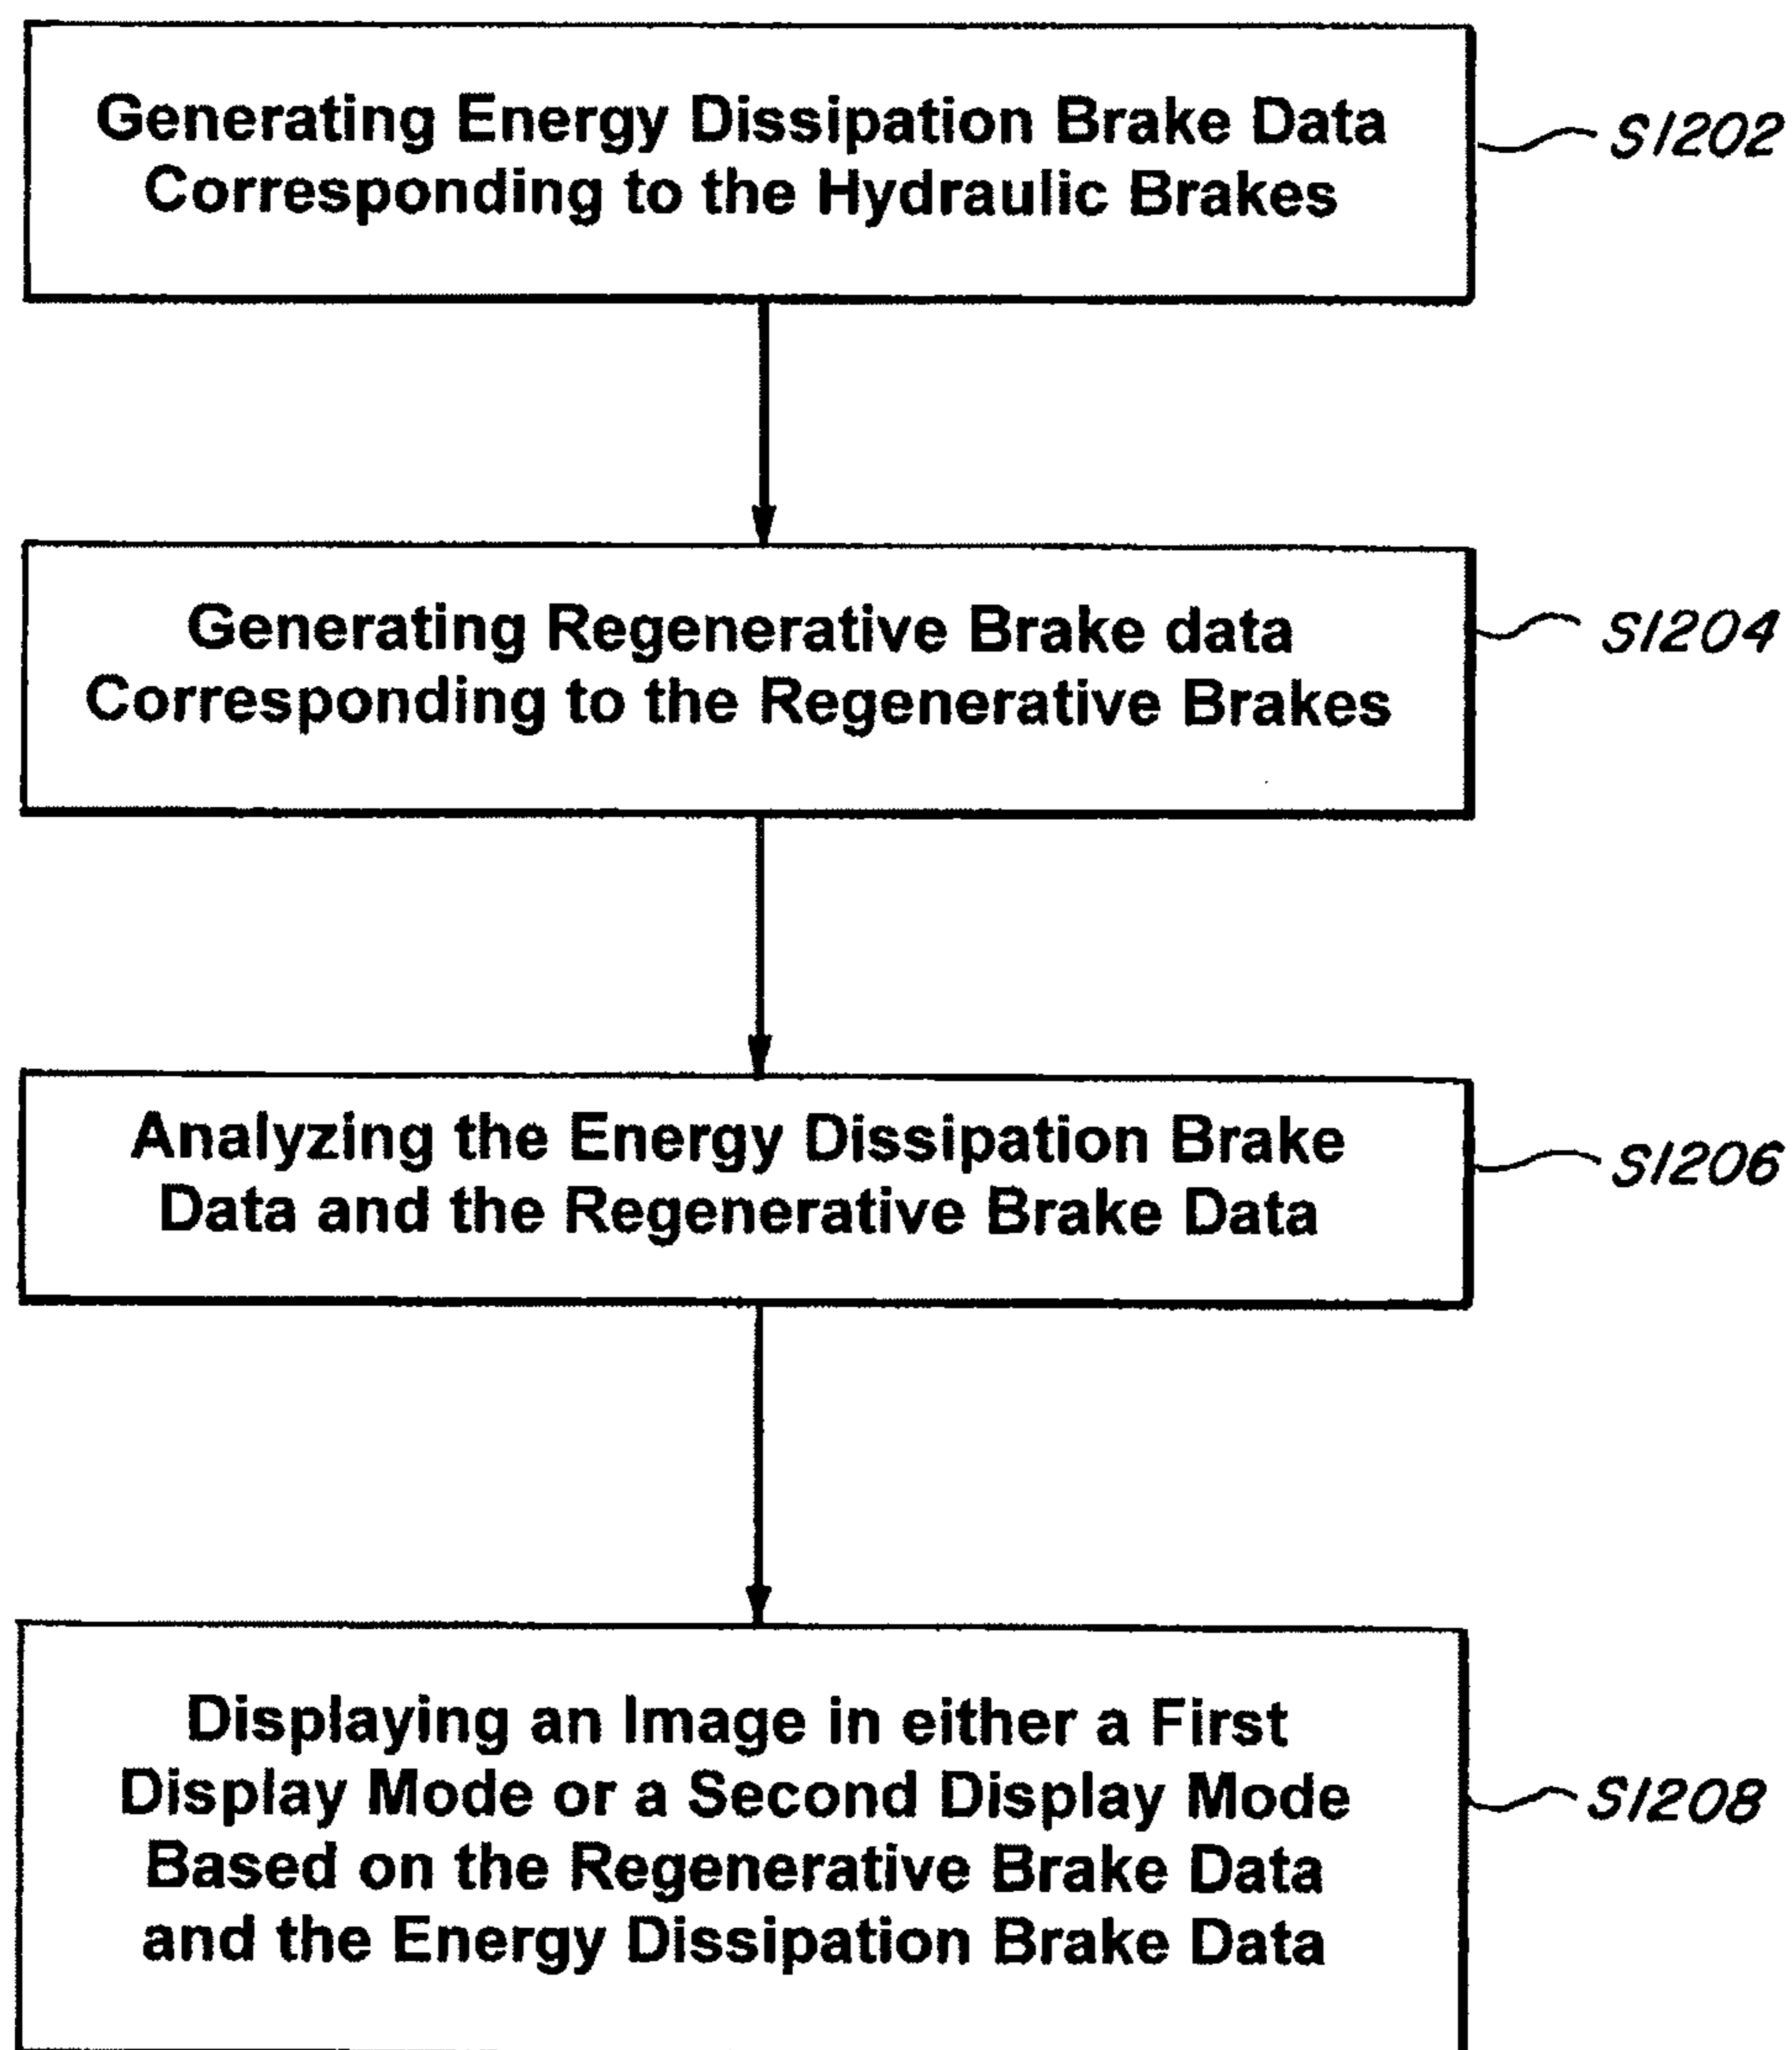 Generating Energy Dissipation Brake Data
Corresponding to the Hydraulic Brakes
S1202
Generating Regenerative Brake data
Corresponding to the Regenerative Brakes
S1204
Analyzing the Energy Dissipation Brake
Data and the Regenerative Brake Data
S1206
Displaying an Image in either a First
Display Mode or a Second Display Mode
Based on the Regenerative Brake Data
and the Energy Dissipation Brake Data
S1208